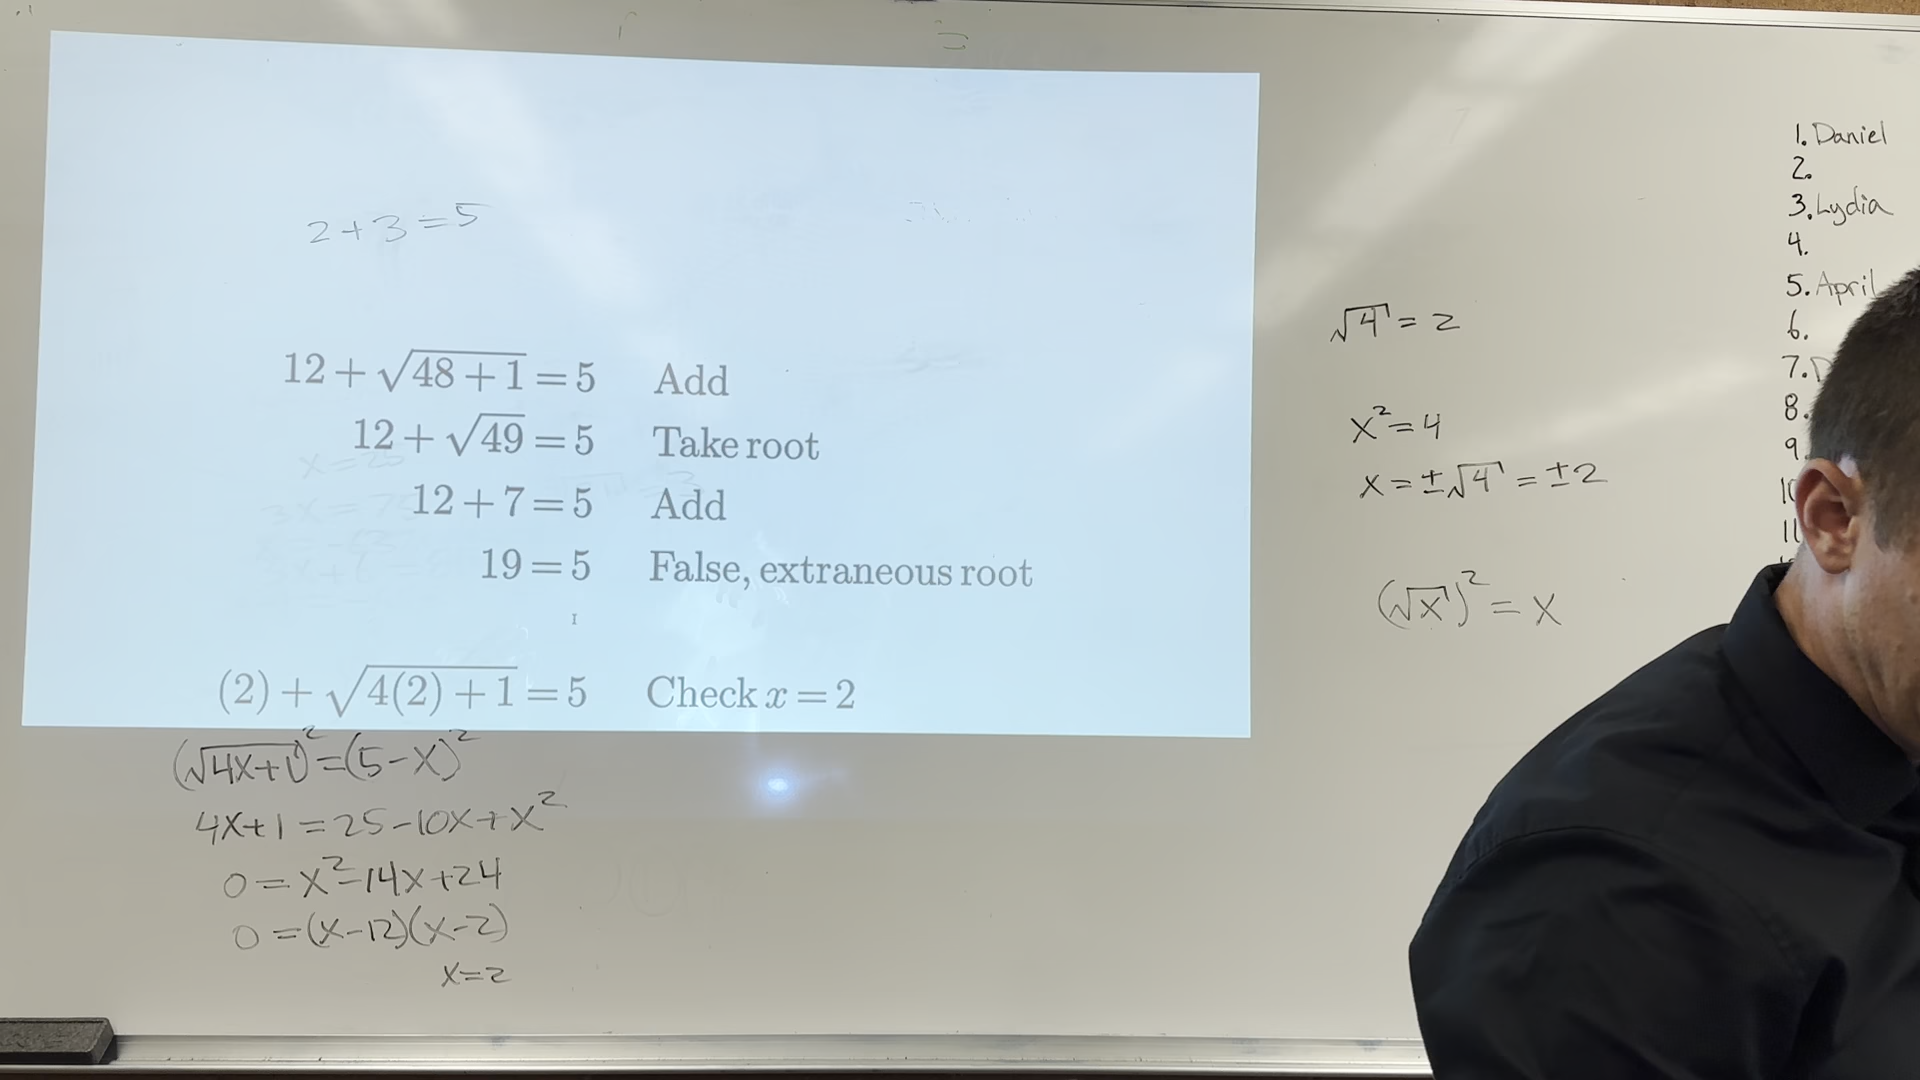 2+3=5
12+√(48+1)=5 Add
12+√49=5 Take root
12+7=5 Add
19=5 False, extraneous root
(2)+√(4(2)+1)=5 Check x=2
(√(4x+1))²=(5-x)²
4x+1=25-10x+x²
0=x²-14x+24
0=(x-12)(x-2)
x=2
√4=2
x²=4
x=±√4=±2
(√x)²=x
1. Daniel
2.
3. Lydia
4.
5. April
6.
7.
8.
9.
10
11